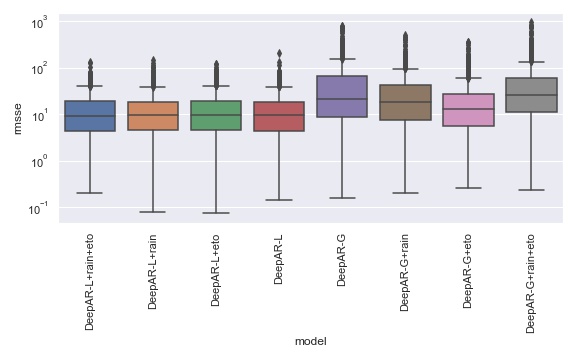 10³
10²
10¹
10⁰
10⁻¹
rmsse
DeepAR-L+rain+eto
DeepAR-L+rain
DeepAR-L+eto
DeepAR-L
DeepAR-G
DeepAR-G+rain
DeepAR-G+eto
DeepAR-G+rain+eto
model